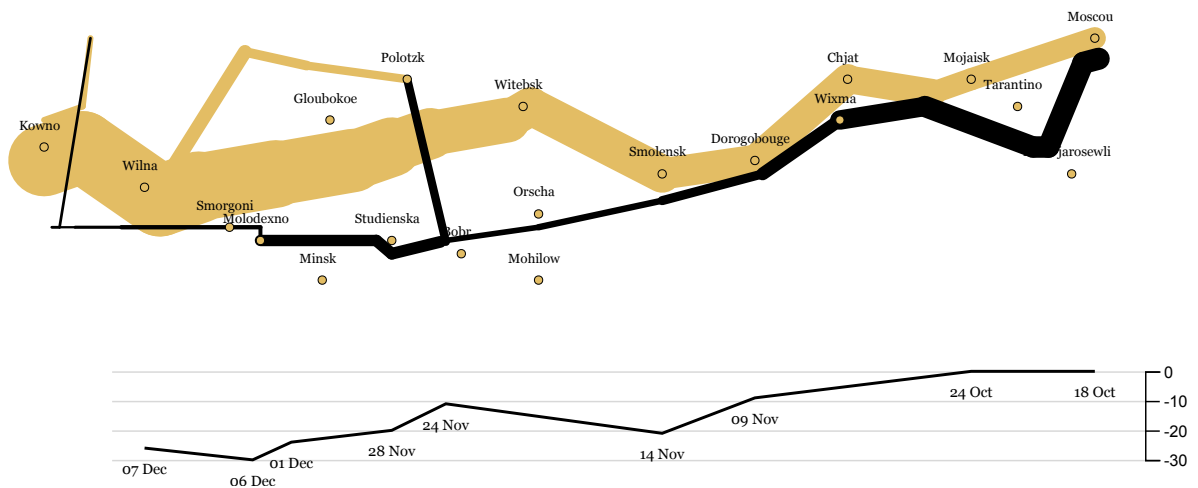 Moscou
Polotzk
Chjat
Mojaisk
Witebsk
Tarantino
Gloubokoe
Wixma
Kowno
Dorogobouge
Wilna
Smolensk
jarosewli
Smorgoni
Orscha
Molodexno
Studienska
Bobr
Minsk
Mohilow
0
24 Oct
18 Oct
-10
09 Nov
24 Nov
-20
28 Nov
14 Nov
01 Dec
-30
07 Dec
06 Dec